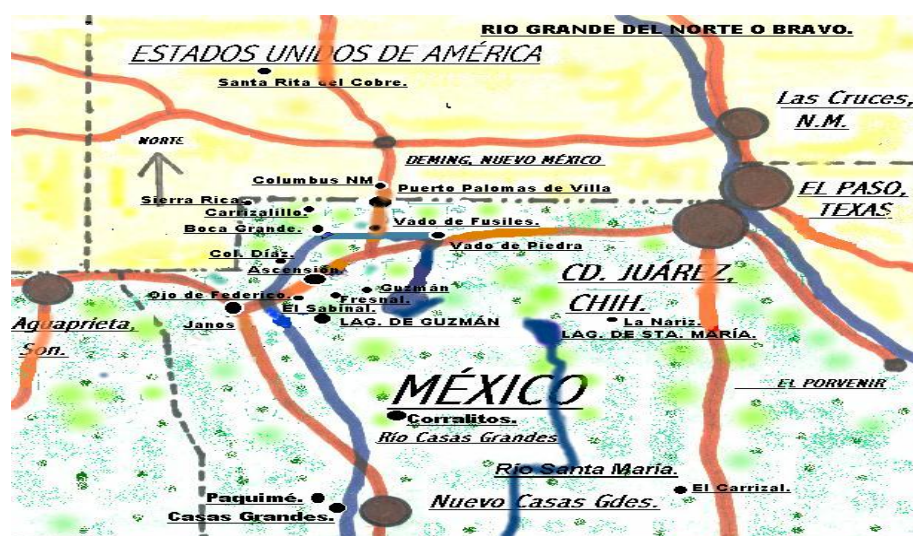 RIO GRANDE DEL NORTE O BRAVO.
ESTADOS UNIDOS DE AMÉRICA
Santa Rita del Cobre.
Las Cruces,
N.M.
NORTE
DEMING, NUEVO MÉXICO
Columbus NM
Puerto Palomas de Villa
EL PASO,
TEXAS
Sierra Rica.
Carrizalillo.
Boca Grande.
Vado de Fusiles.
Vado de Piedra
Col. Díaz.
Ascensión.
CD. JUÁREZ,
CHIH.
Guzmán
Ojo de Federico.
Fresnal.
El Sabinal.
Janos
LAG. DE GUZMÁN
La Nariz.
LAG. DE STA. MARÍA.
Aguaprieta,
Son.
EL PORVENIR
MÉXICO
Corralitos.
Río Casas Grandes
Río Santa María.
El Carrizal.
Paquimé.
Casas Grandes.
Nuevo Casas Gdes.